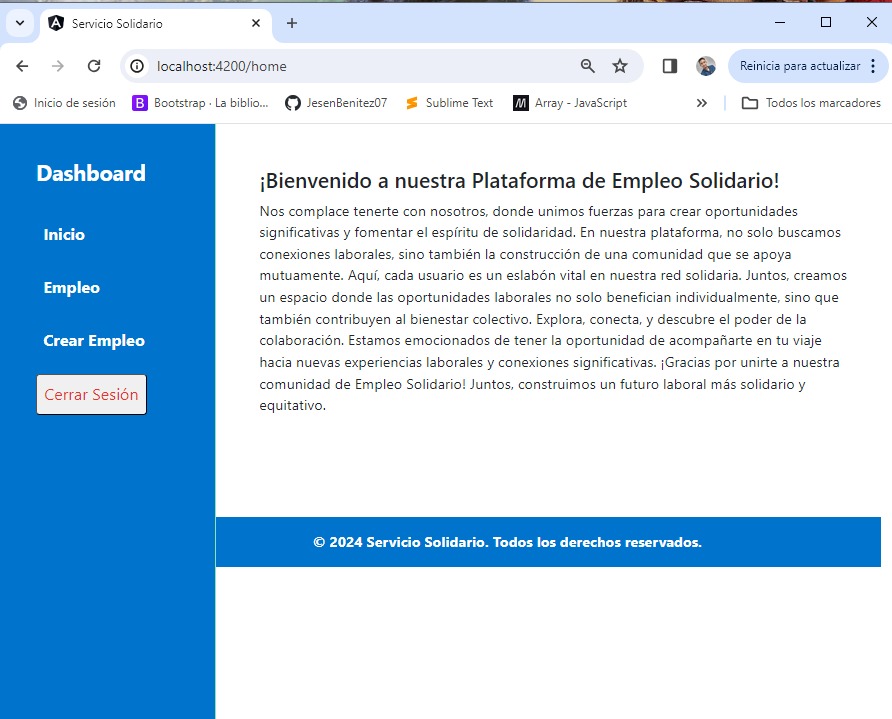 Servicio Solidario
localhost:4200/home
Reinicia para actualizar
Inicio de sesión
B
Bootstrap · La biblio...
JesenBenitez07
Sublime Text
M
Array - JavaScript
»
Todos los marcadores
Dashboard
Inicio
Empleo
Crear Empleo
Cerrar Sesión
¡Bienvenido a nuestra Plataforma de Empleo Solidario!
Nos complace tenerte con nosotros, donde unimos fuerzas para crear oportunidades
significativas y fomentar el espíritu de solidaridad. En nuestra plataforma, no solo buscamos
conexiones laborales, sino también la construcción de una comunidad que se apoya
mutuamente. Aquí, cada usuario es un eslabón vital en nuestra red solidaria. Juntos, creamos
un espacio donde las oportunidades laborales no solo benefician individualmente, sino que
también contribuyen al bienestar colectivo. Explora, conecta, y descubre el poder de la
colaboración. Estamos emocionados de tener la oportunidad de acompañarte en tu viaje
hacia nuevas experiencias laborales y conexiones significativas. ¡Gracias por unirte a nuestra
comunidad de Empleo Solidario! Juntos, construimos un futuro laboral más solidario y
equitativo.
© 2024 Servicio Solidario. Todos los derechos reservados.